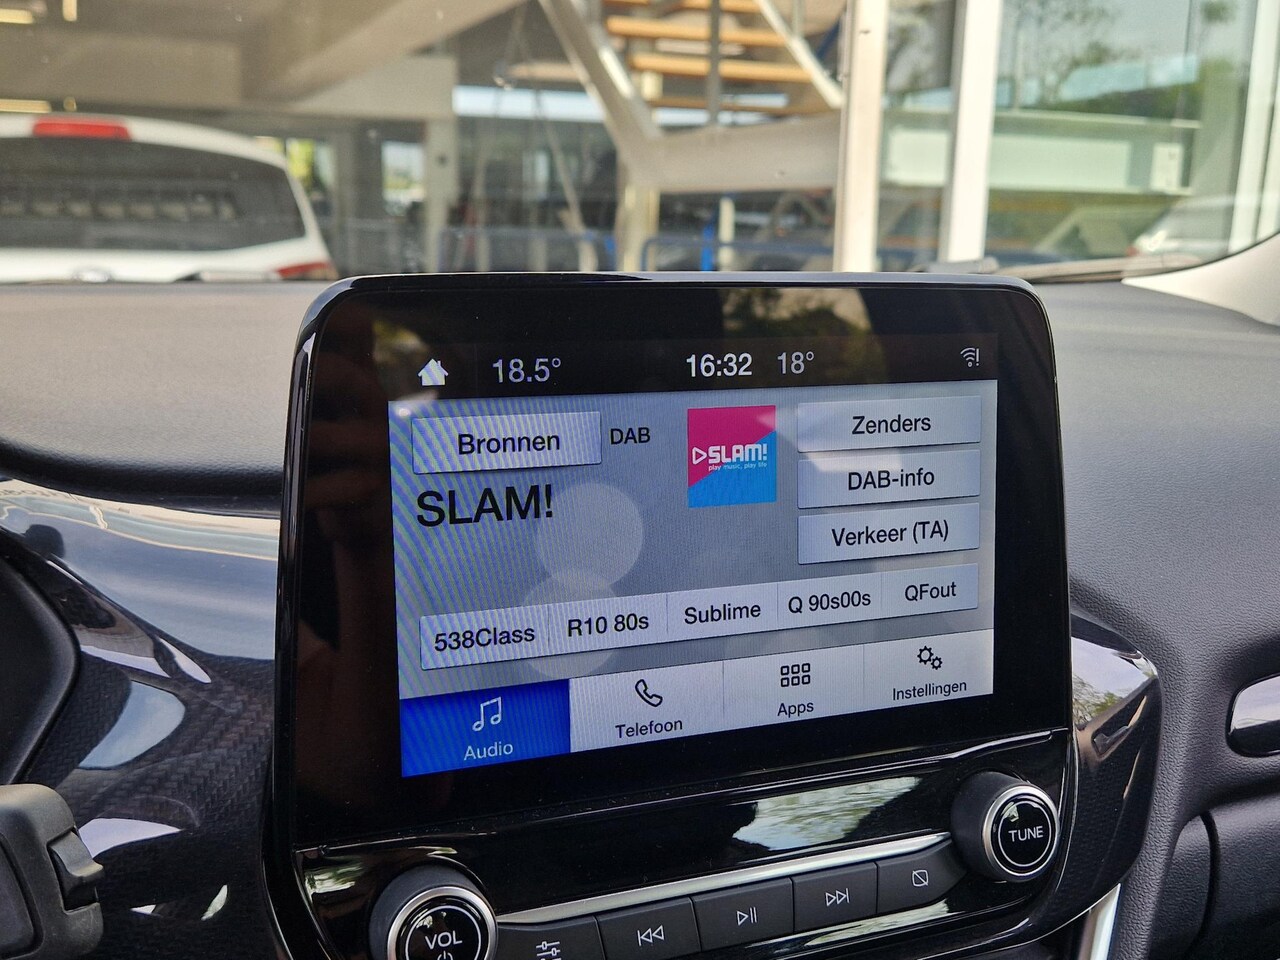 18.5° 16:32 18°
Bronnen DAB
SLAM!
play music, play life
Zenders
DAB-info
Verkeer (TA)
SLAM!
538Class R10 80s Sublime Q 90s00s QFout
Audio Telefoon Apps Instellingen
VOL
TUNE